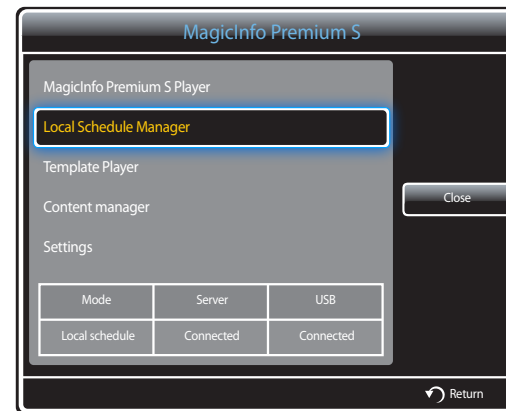 MagicInfo Premium S
MagicInfo Premium S Player
Local Schedule Manager
Template Player
Content manager
Settings
Close
Mode Server USB
Local schedule Connected Connected
Return